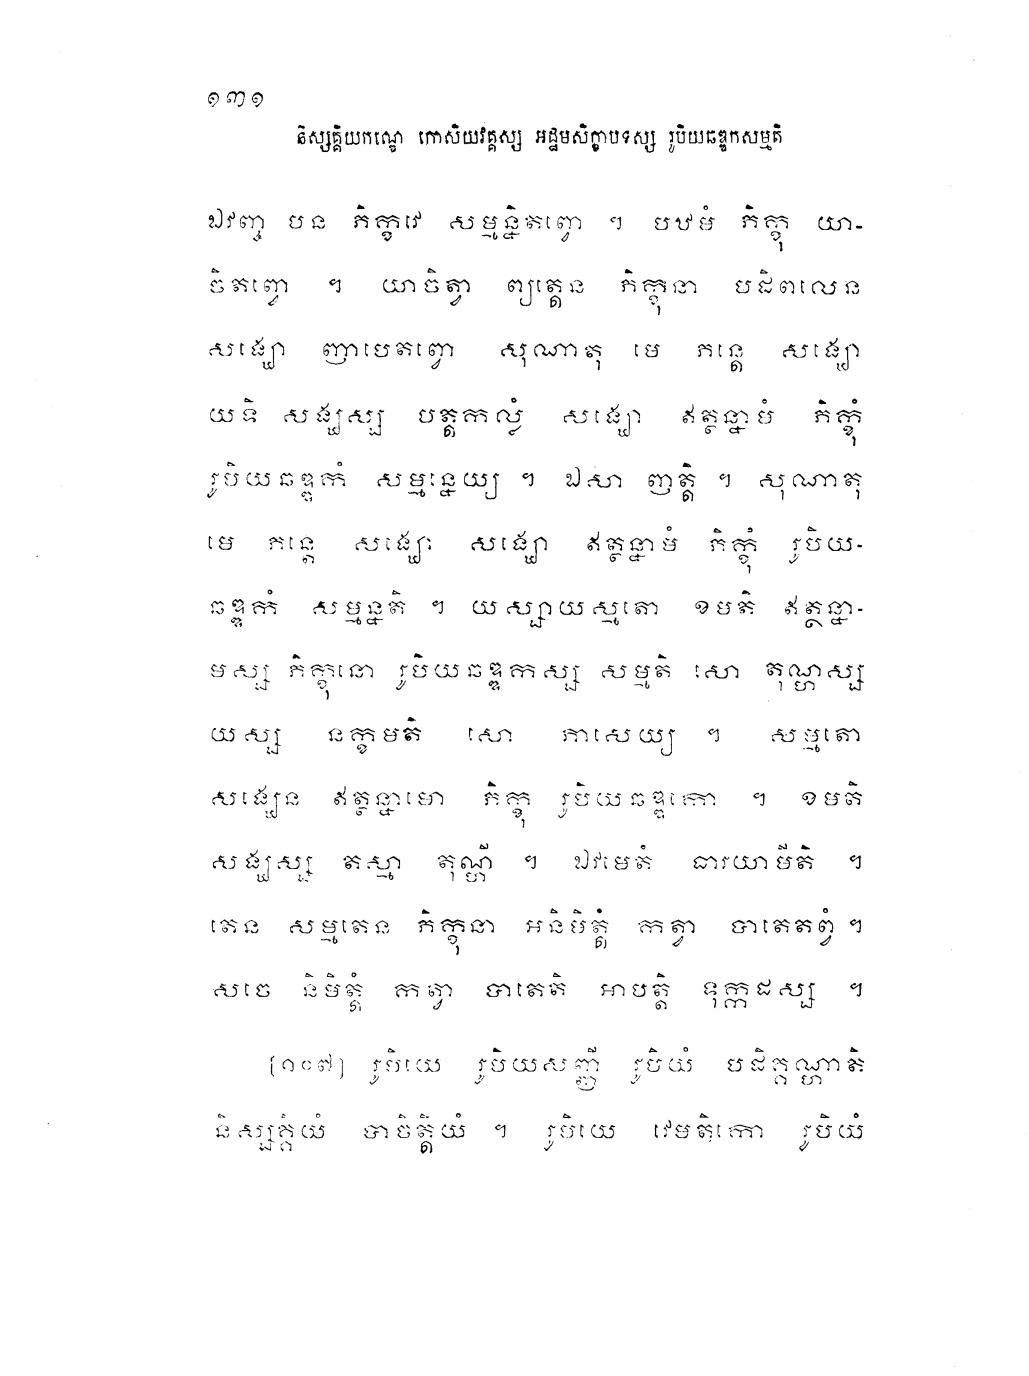 ១៣១
និស្សគ្គិយកណ្ឌេ កោសិយវគ្គស្ស អដ្ឋមសិក្ខាបទស្ស រូបិយឆឌ្ឌកសម្មតិ
ឯវញ្ច បន ភិក្ខវេ សម្មន្និតព្វោ ។ បឋមំ ភិក្ខុ យា-
ចិតព្វោ ។ យាចិត្វា ព្យត្តេន ភិក្ខុនា បដិពលេន
សង្ឃោ ញាបេតព្វោ សុណាតុ មេ ភន្តេ សង្ឃោ
យទិ សង្ឃស្ស បត្តកល្លំ សង្ឃោ ឥត្ថន្នាមំ ភិក្ខុំ
រូបិយឆឌ្ឌកំ សម្មន្នេយ្យ ។ ឯសា ញត្តិ ។ សុណាតុ
មេ ភន្តេ សង្ឃោ សង្ឃោ ឥត្ថន្នាមំ ភិក្ខុំ រូបិយ-
ឆឌ្ឌកំ សម្មន្នតិ ។ យស្សាយស្មតោ ខមតិ ឥត្ថន្នា-
មស្ស ភិក្ខុនោ រូបិយឆឌ្ឌកស្ស សម្មតិ សោ តុណ្ហស្ស
យស្ស នក្ខមតិ សោ ភាសេយ្យ ។ សម្មតោ
សង្ឃេន ឥត្ថន្នាមោ ភិក្ខុ រូបិយឆឌ្ឌកោ ។ ខមតិ
សង្ឃស្ស តស្មា តុណ្ហី ។ ឯវមេតំ ធារយាមីតិ ។
តេន សម្មតេន ភិក្ខុនា អនិមិត្តំ កត្វា បាតេតព្វំ ។
សចេ និមិត្តំ កត្វា បាតេតិ អាបត្តិ ទុក្កដស្ស ។
[១០៧] រូបិយេ រូបិយសញ្ញី រូបិយំ បដិគ្គណ្ហាតិ
និស្សគ្គិយំ បាចិត្តិយំ ។ រូបិយេ វេមតិកោ រូបិយំ